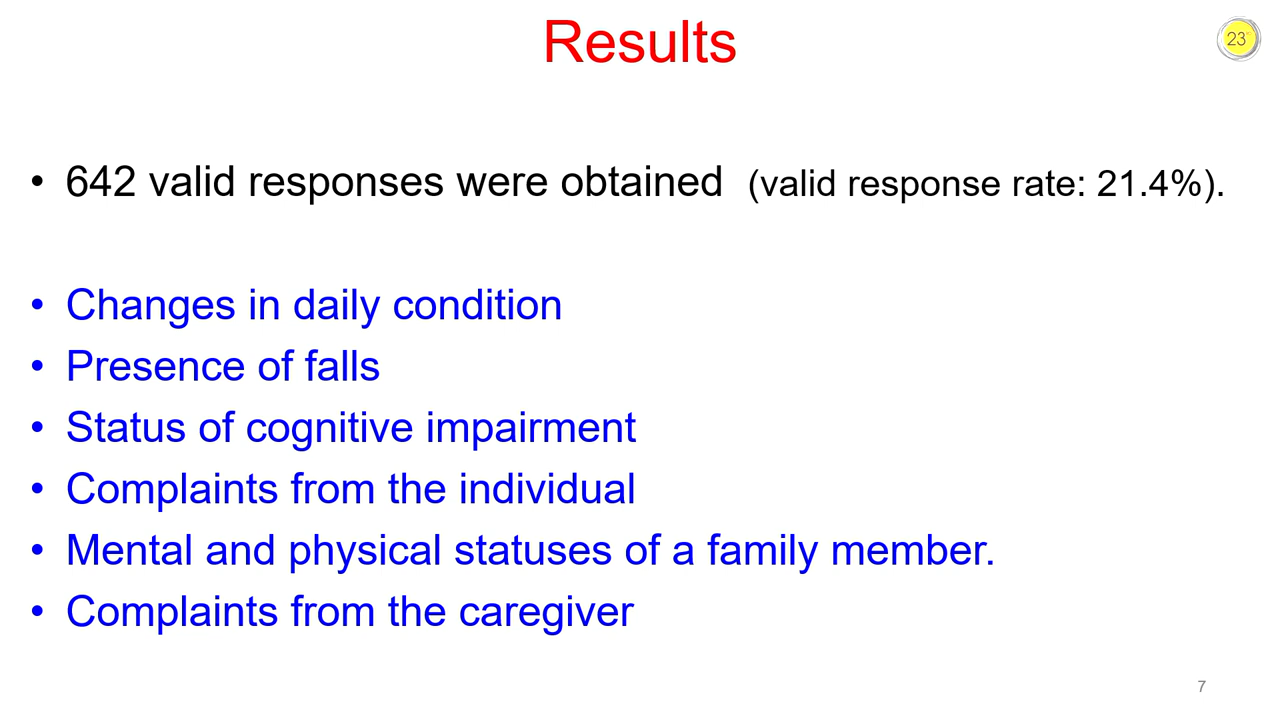 Results
23
• 642 valid responses were obtained (valid response rate: 21.4%).
• Changes in daily condition
• Presence of falls
• Status of cognitive impairment
• Complaints from the individual
• Mental and physical statuses of a family member.
• Complaints from the caregiver
7